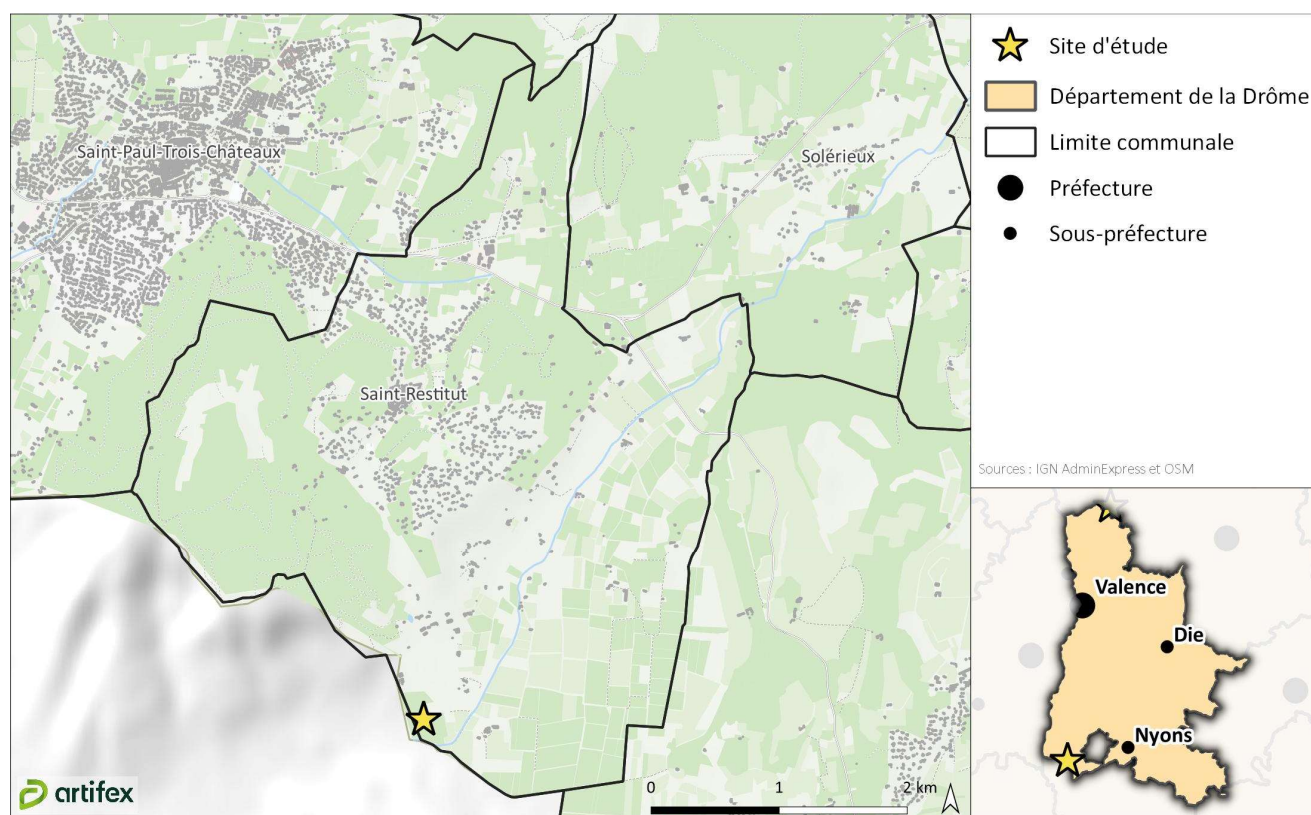 Saint-Paul-Trois-Châteaux
Solérieux
Saint-Restitut
artifex
0 1 2 km
Site d'étude
Département de la Drôme
Limite communale
Préfecture
Sous-préfecture
Sources : IGN AdminExpress et OSM
Valence
Die
Nyons